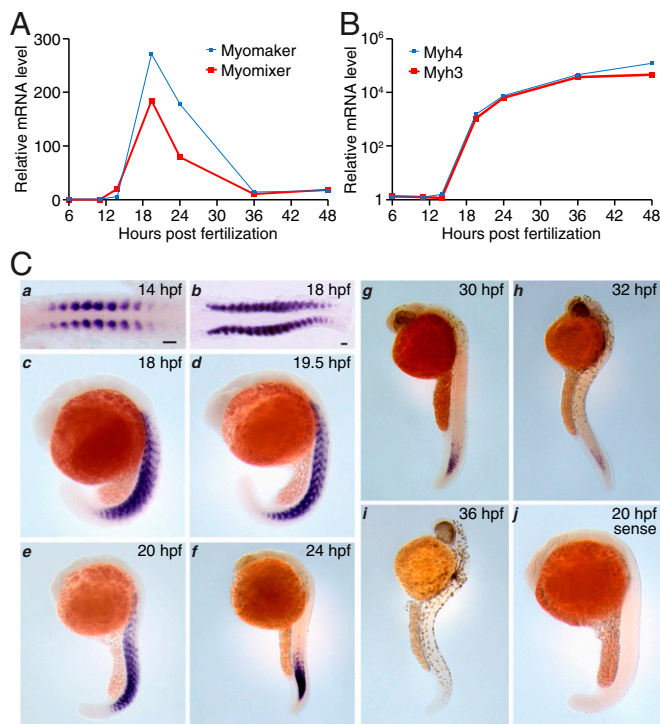 A
Relative mRNA level
300
200
100
0
Myomaker
Myomixer
6 12 18 24 30 36 42 48
Hours post fertilization
B
Relative mRNA level
10⁶
10⁴
10²
1
Myh4
Myh3
6 12 18 24 30 36 42 48
Hours post fertilization
C
a 14 hpf
b 18 hpf
c 18 hpf
d 19.5 hpf
e 20 hpf
f 24 hpf
g 30 hpf
h 32 hpf
i 36 hpf
j 20 hpf
sense